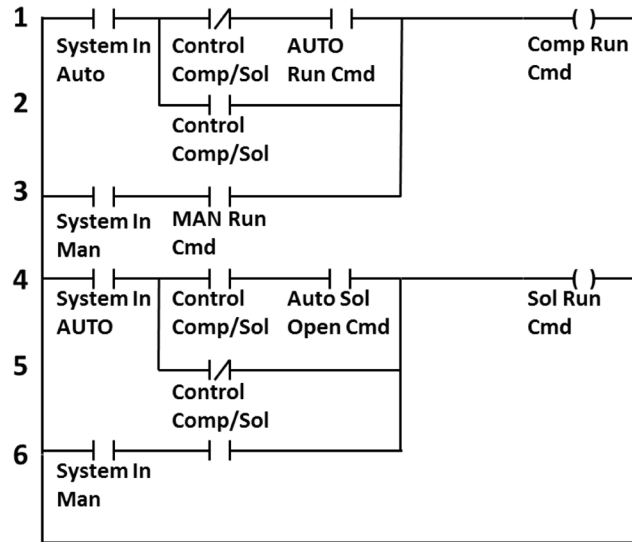 1
System In
Auto
Control
Comp/Sol
AUTO
Run Cmd
Comp Run
Cmd
2
Control
Comp/Sol
3
System In
Man
MAN Run
Cmd
4
System In
AUTO
Control
Comp/Sol
Auto Sol
Open Cmd
Sol Run
Cmd
5
Control
Comp/Sol
6
System In
Man